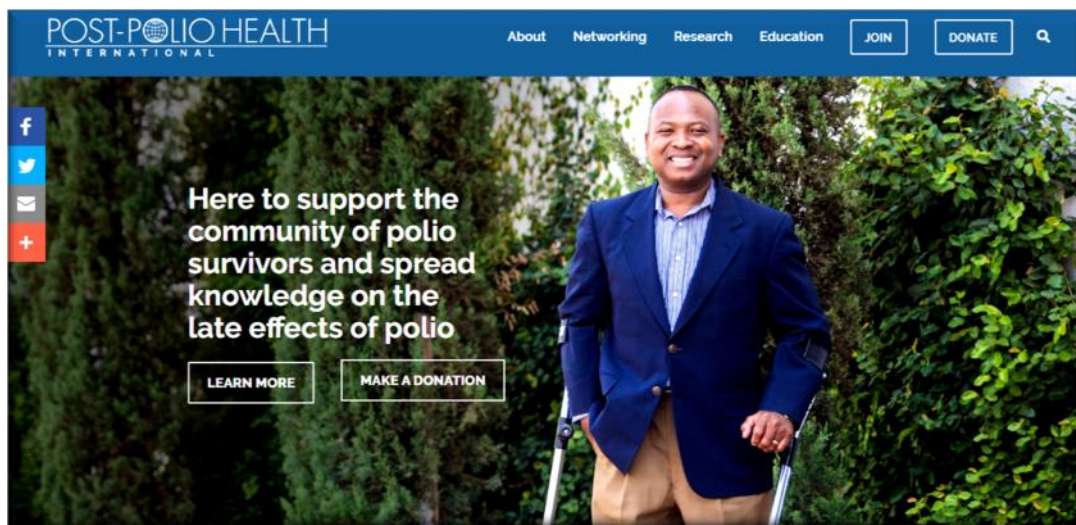 POST-POLIO HEALTH
INTERNATIONAL
About Networking Research Education JOIN DONATE
Here to support the
community of polio
survivors and spread
knowledge on the
late effects of polio
LEARN MORE MAKE A DONATION